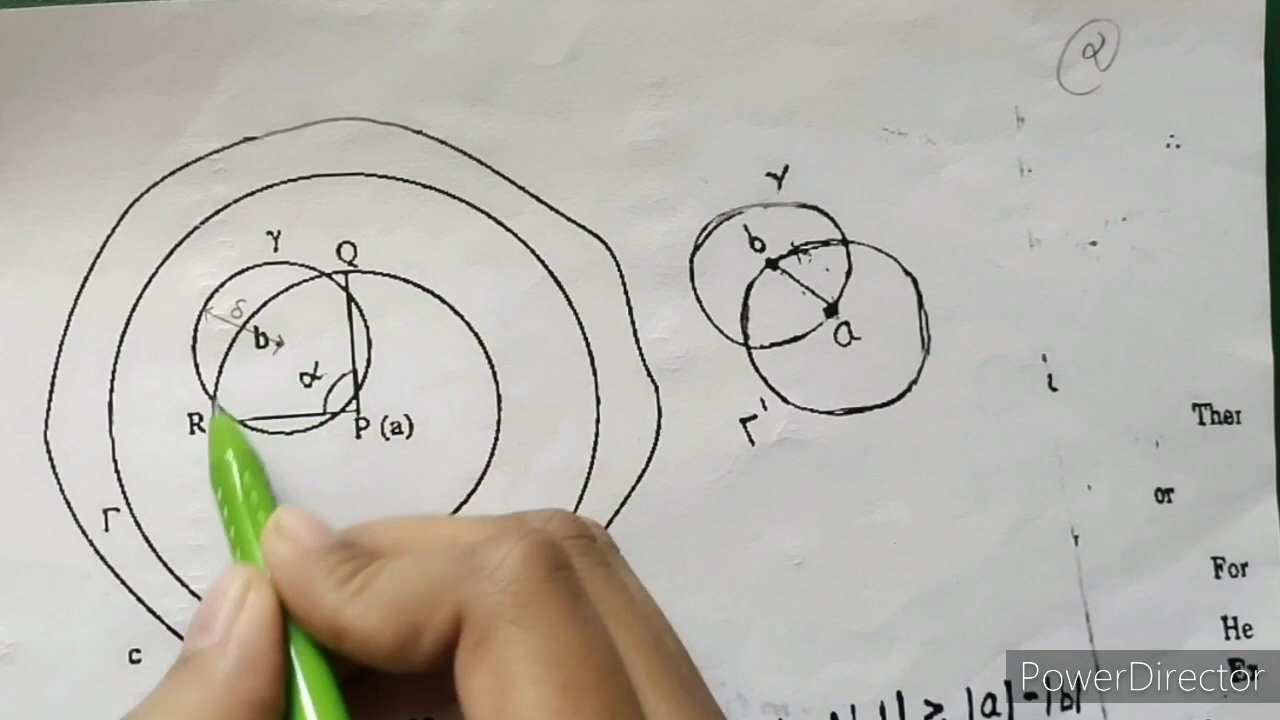 2
γ
Q
δ
b
α
R
P (a)
Γ
c
γ
b
a
Γ'
∴
i
Ther
or
For
He
≥ |a| - |b|
PowerDirector